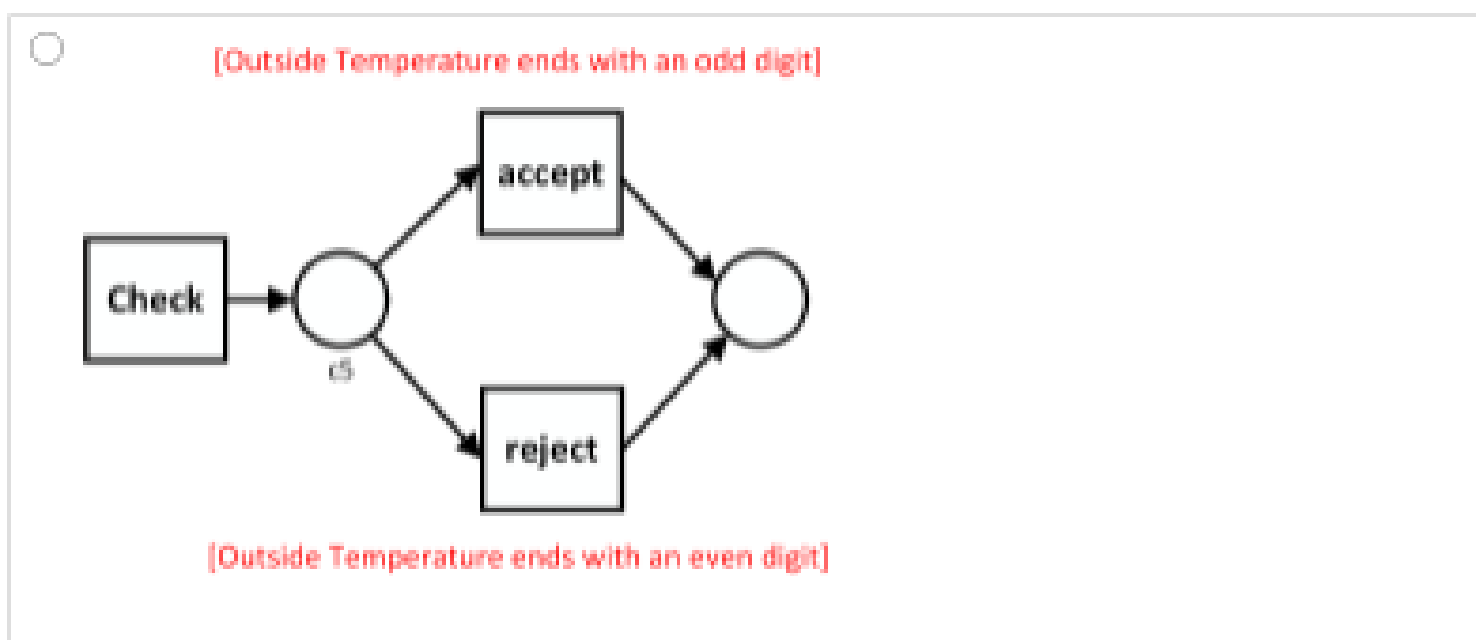 [Outside Temperature ends with an odd digit]
accept
Check
c5
reject
[Outside Temperature ends with an even digit]